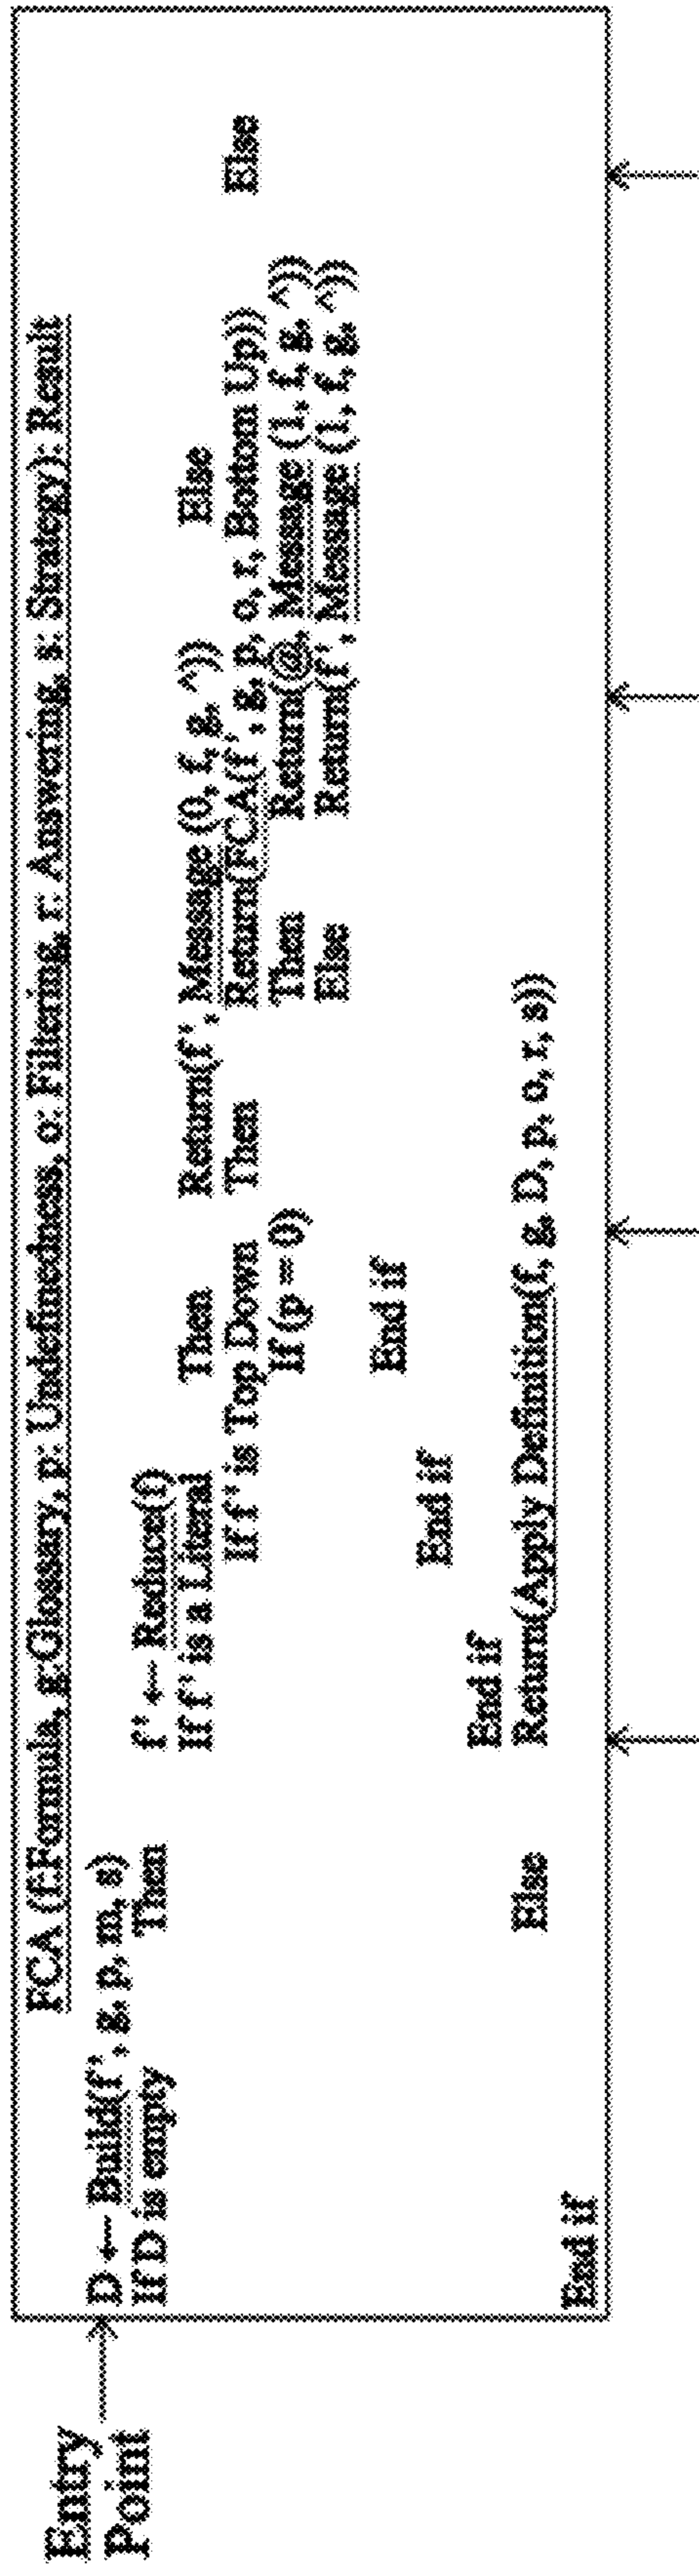 FCA (f:Formula, g:Glossary, p: Undefinedness, o: Filtering, r: Answering, s: Strategy): Result
Entry
Point
D ← Build(f', g, p, m, s)
If D is empty Then f' ← Reduce(f)
If f' is a Literal Then Return(f', Message (0, f, g, ^)) Else
If f' is Top Down Then Return(FCA(f', g, p, o, r, Bottom Up)) Else
If (p = 0) Then Return(@, Message (1, f, g, ^))
Else Return(f', Message (1, f, g, ^))
End if
End if
End if
Else Return(Apply Definition(f, g, D, p, o, r, s))
End if